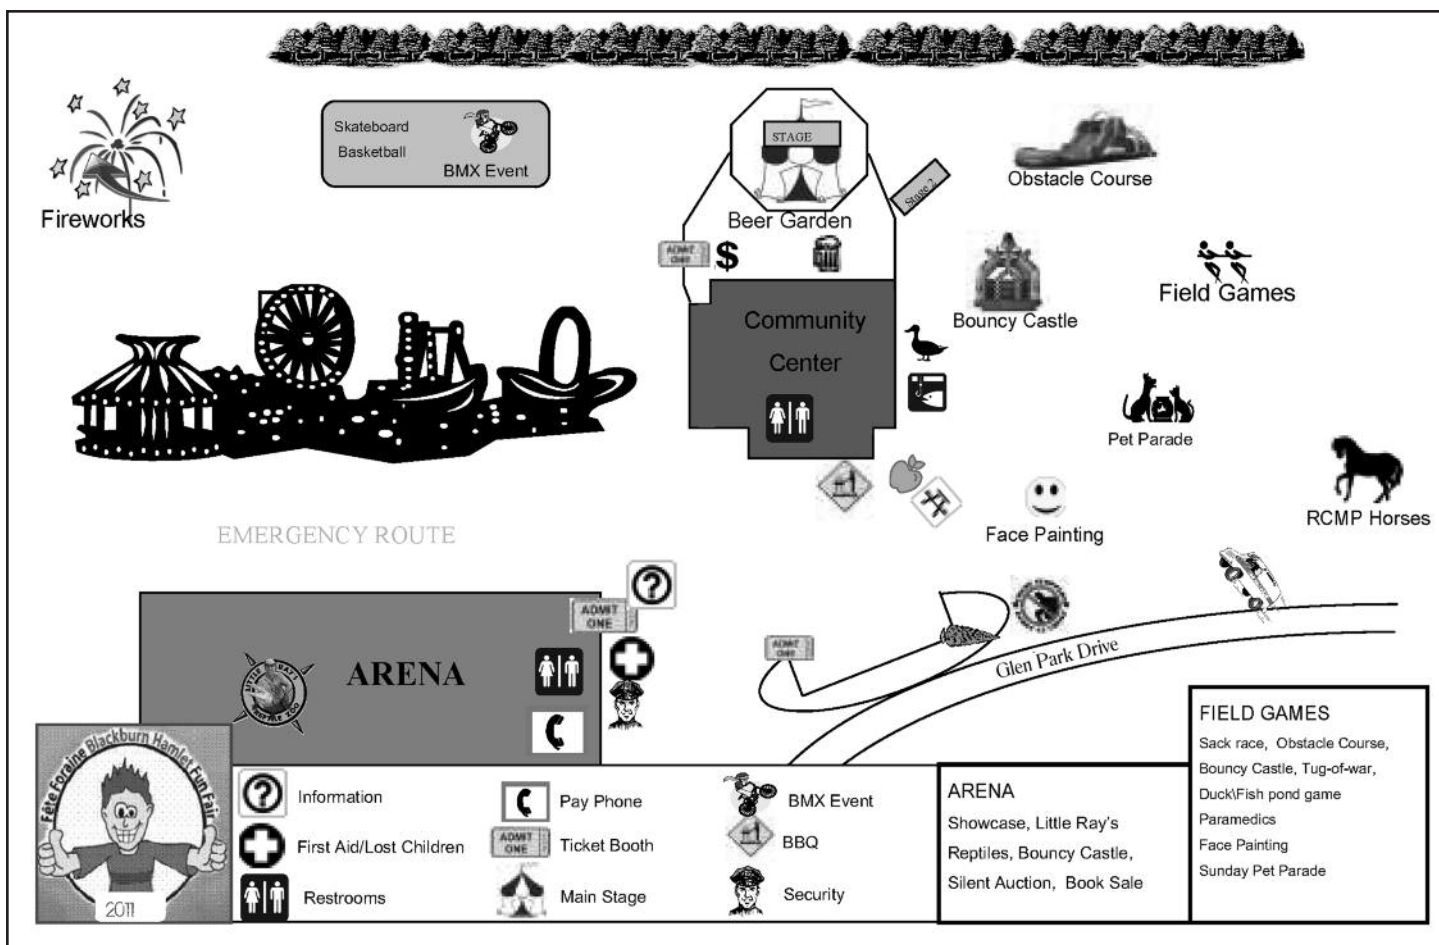 Fireworks
Skateboard
Basketball
BMX Event
STAGE
Beer Garden
Stage 2
Obstacle Course
ADMIT
ONE
$
Bouncy Castle
Field Games
Community
Center
Pet Parade
RCMP Horses
Face Painting
EMERGENCY ROUTE
?
ADMIT
ONE
ARENA
LITTLE RAY'S
REPTILE ZOO
ADMIT
ONE
Glen Park Drive
Fête Foraine Blackburn Hamlet Fun Fair
2011
? Information
First Aid/Lost Children
Restrooms
Pay Phone
ADMIT
ONE
Ticket Booth
Main Stage
BMX Event
BBQ
Security
ARENA
Showcase, Little Ray's
Reptiles, Bouncy Castle,
Silent Auction, Book Sale
FIELD GAMES
Sack race, Obstacle Course,
Bouncy Castle, Tug-of-war,
Duck\Fish pond game
Paramedics
Face Painting
Sunday Pet Parade